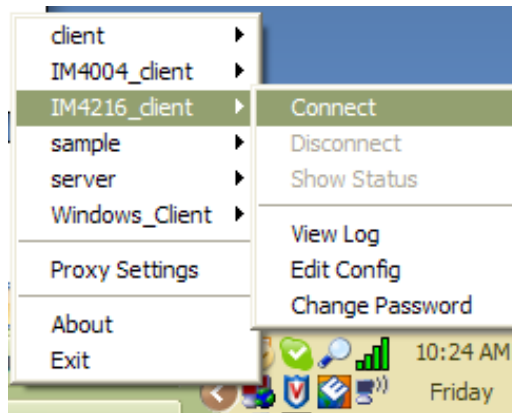 client
IM4004_client
IM4216_client
sample
server
Windows_Client
Proxy Settings
About
Exit
Connect
Disconnect
Show Status
View Log
Edit Config
Change Password
10:24 AM
Friday